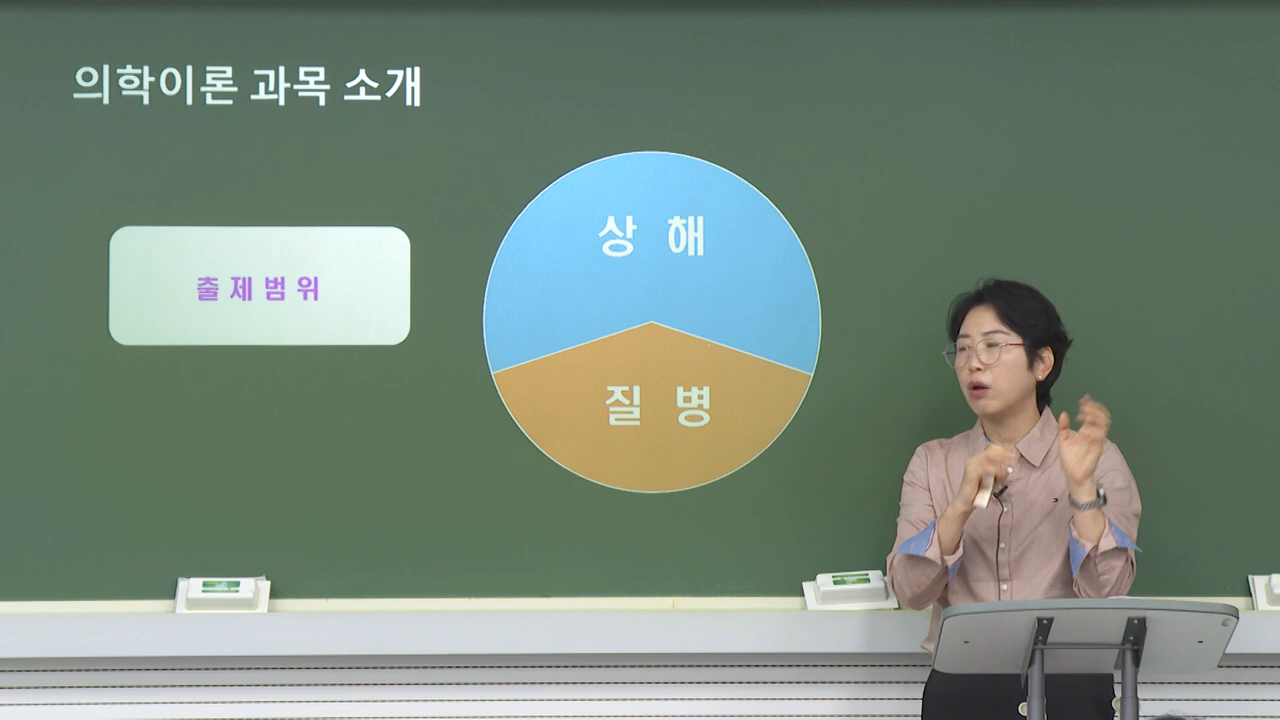 의학이론 과목 소개
출제범위
상해
질병